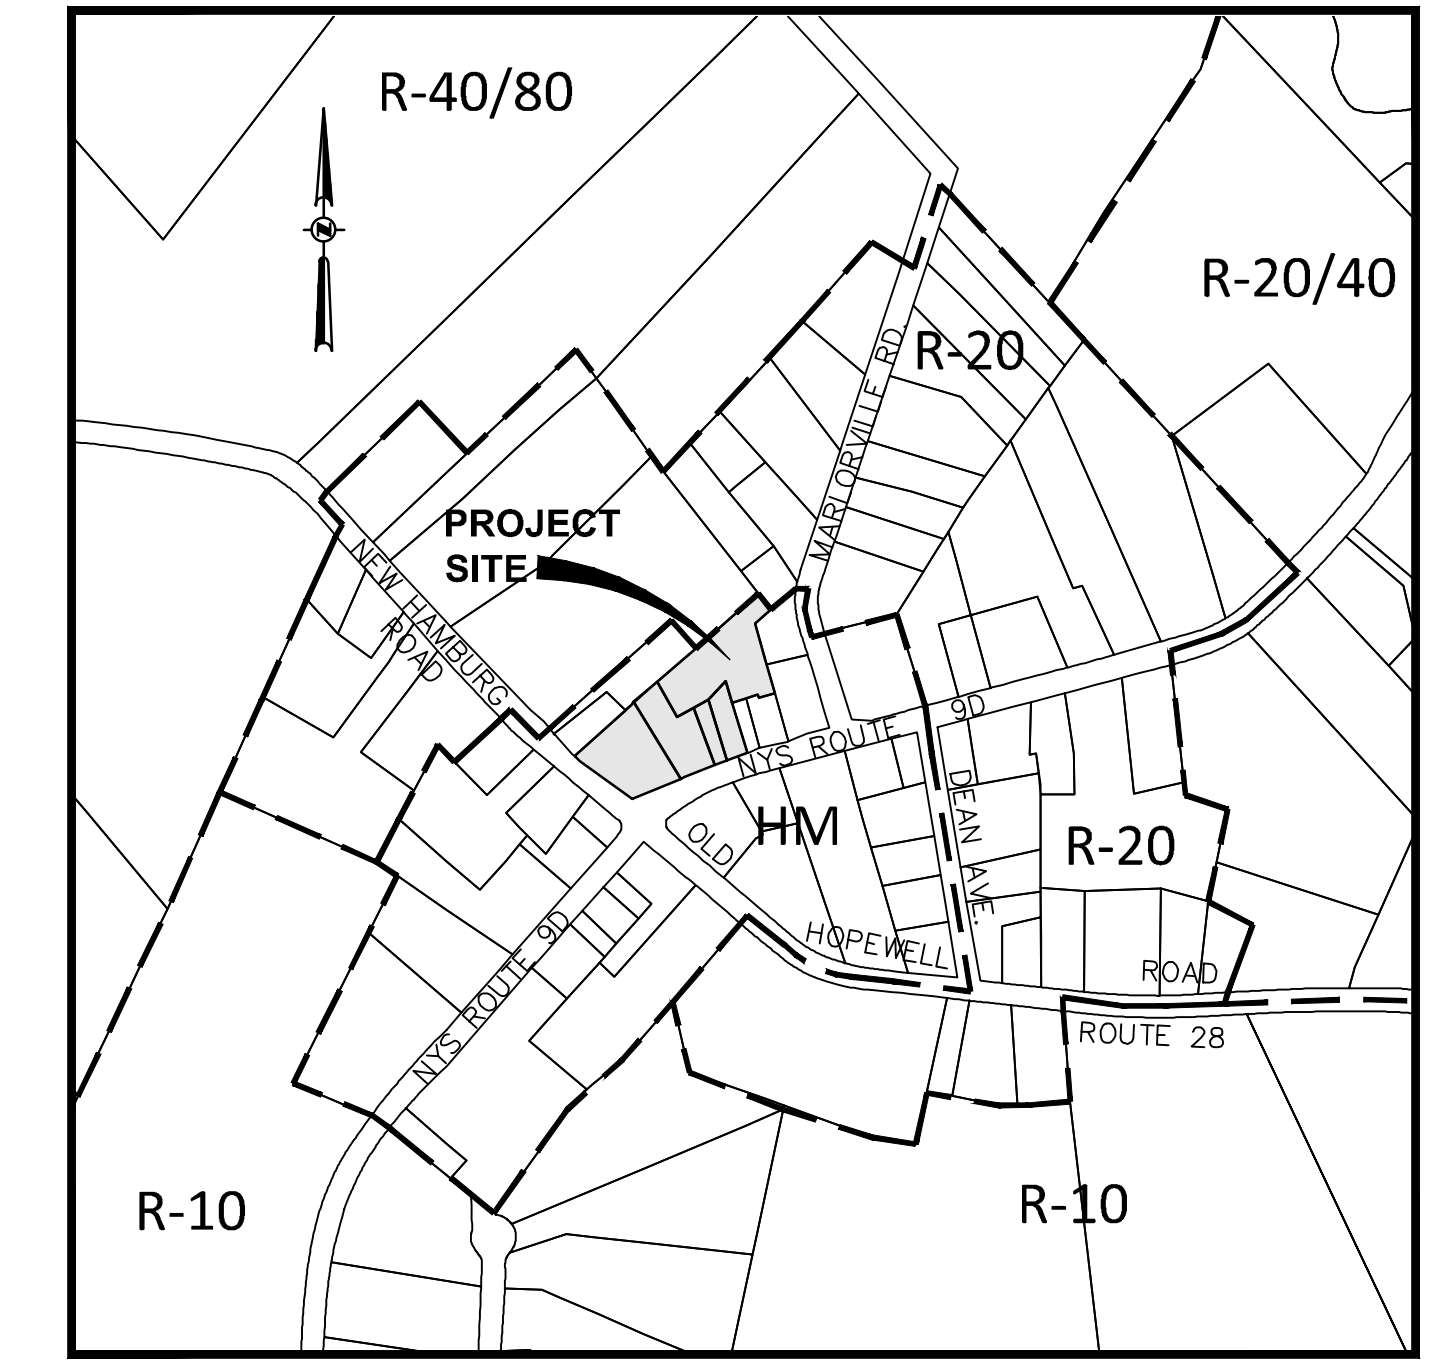 R-40/80
N
R-20/40
R-20
MARLORVILLE RD.
PROJECT
SITE
NEW HAMBURG
ROAD
NYS ROUTE 9D
HM
OLD
DEAN AVE.
R-20
HOPEWELL
ROAD
NYS ROUTE 9D
ROUTE 28
R-10
R-10